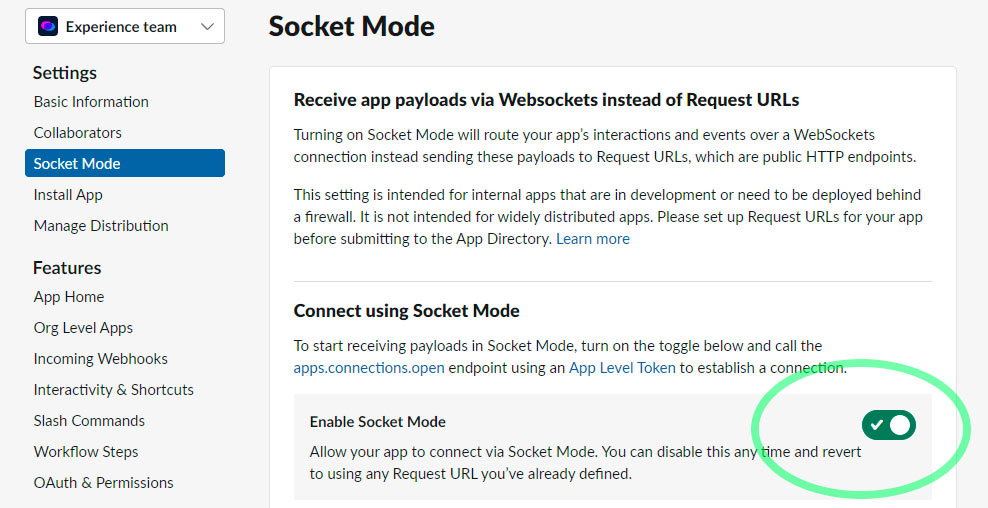 Experience team
Settings
Basic Information
Collaborators
Socket Mode
Install App
Manage Distribution
Features
App Home
Org Level Apps
Incoming Webhooks
Interactivity & Shortcuts
Slash Commands
Workflow Steps
OAuth & Permissions
Socket Mode
Receive app payloads via Websockets instead of Request URLs
Turning on Socket Mode will route your app’s interactions and events over a WebSockets
connection instead sending these payloads to Request URLs, which are public HTTP endpoints.
This setting is intended for internal apps that are in development or need to be deployed behind
a firewall. It is not intended for widely distributed apps. Please set up Request URLs for your app
before submitting to the App Directory. Learn more
Connect using Socket Mode
To start receiving payloads in Socket Mode, turn on the toggle below and call the
apps.connections.open endpoint using an App Level Token to establish a connection.
Enable Socket Mode
Allow your app to connect via Socket Mode. You can disable this any time and revert
to using any Request URL you’ve already defined.